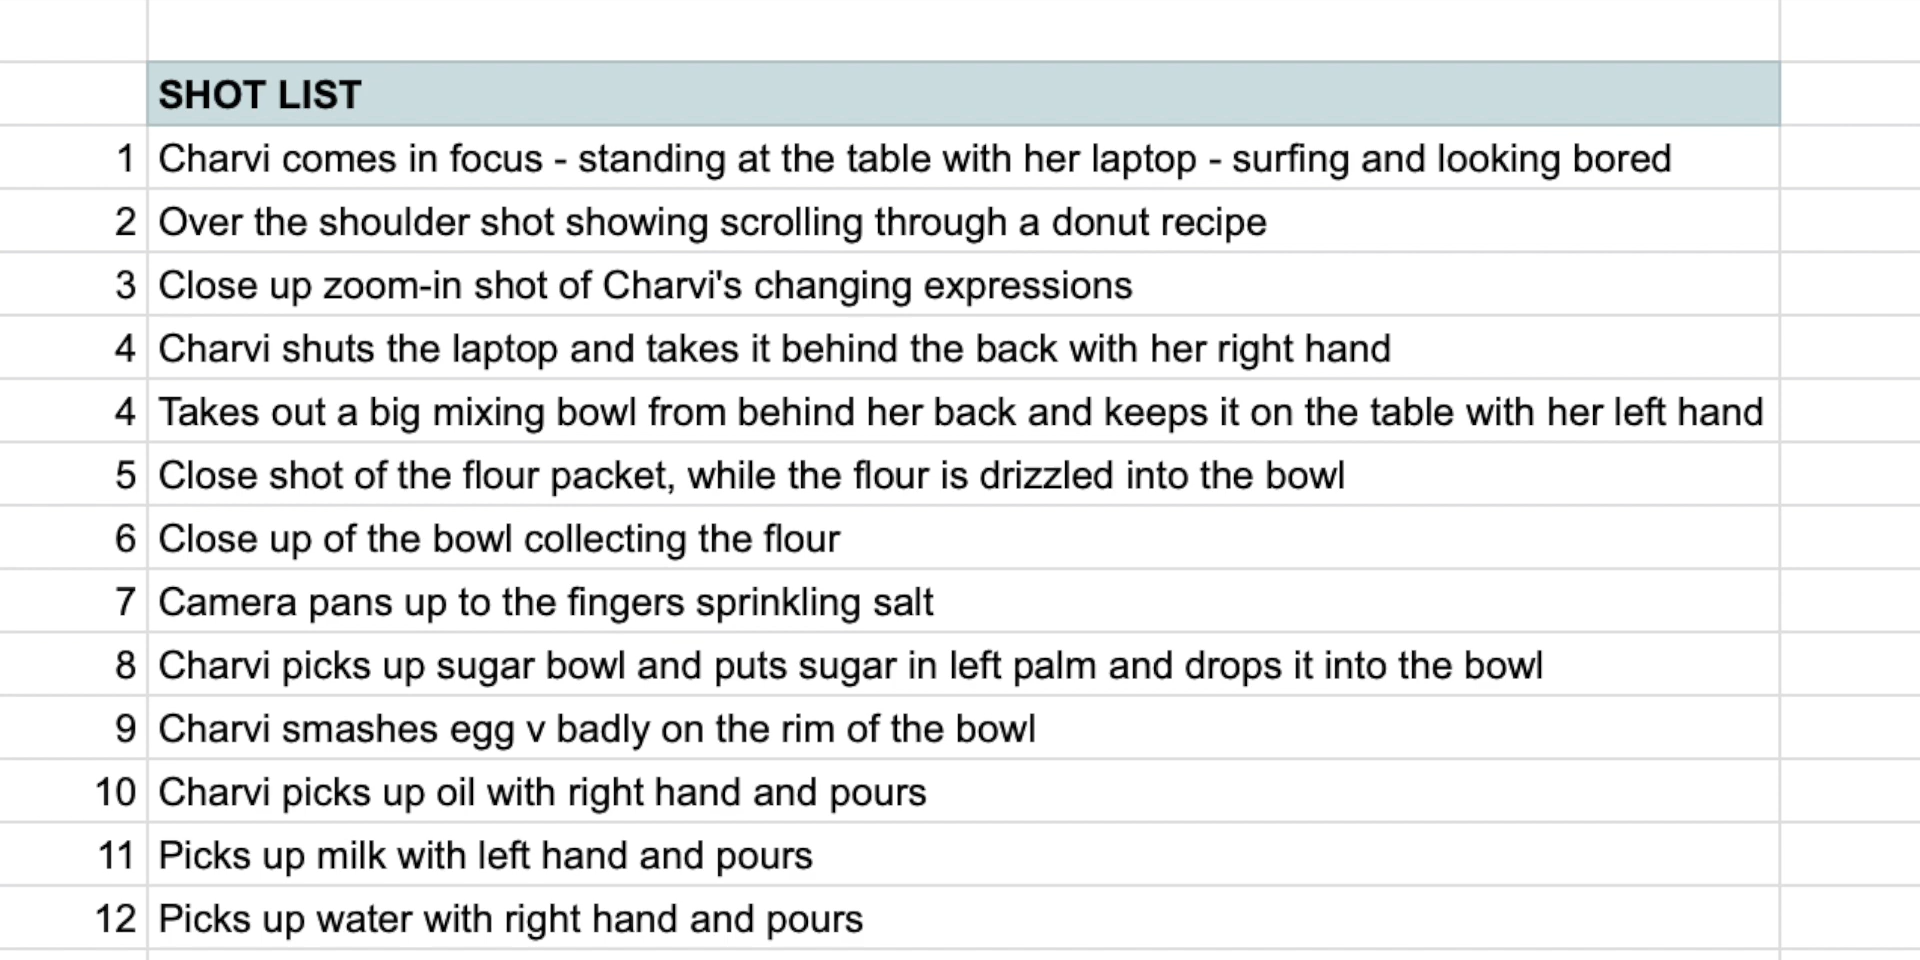 SHOT LIST
1 Charvi comes in focus - standing at the table with her laptop - surfing and looking bored
2 Over the shoulder shot showing scrolling through a donut recipe
3 Close up zoom-in shot of Charvi's changing expressions
4 Charvi shuts the laptop and takes it behind the back with her right hand
4 Takes out a big mixing bowl from behind her back and keeps it on the table with her left hand
5 Close shot of the flour packet, while the flour is drizzled into the bowl
6 Close up of the bowl collecting the flour
7 Camera pans up to the fingers sprinkling salt
8 Charvi picks up sugar bowl and puts sugar in left palm and drops it into the bowl
9 Charvi smashes egg v badly on the rim of the bowl
10 Charvi picks up oil with right hand and pours
11 Picks up milk with left hand and pours
12 Picks up water with right hand and pours